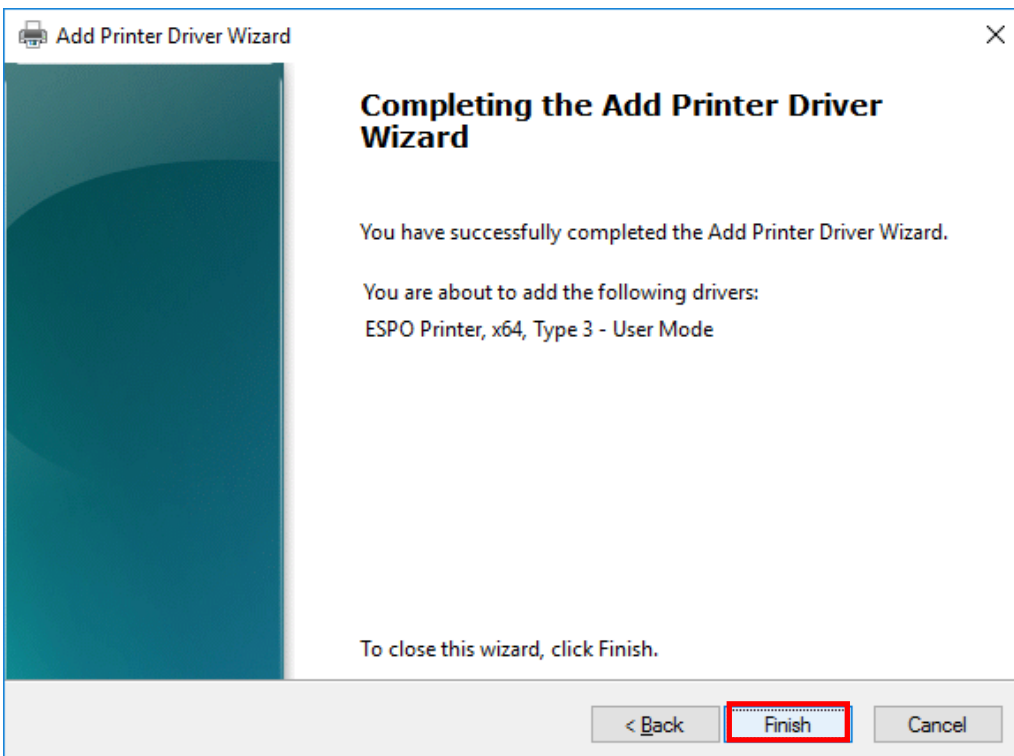 Add Printer Driver Wizard
Completing the Add Printer Driver
Wizard
You have successfully completed the Add Printer Driver Wizard.
You are about to add the following drivers:
ESPO Printer, x64, Type 3 - User Mode
To close this wizard, click Finish.
< Back Finish Cancel